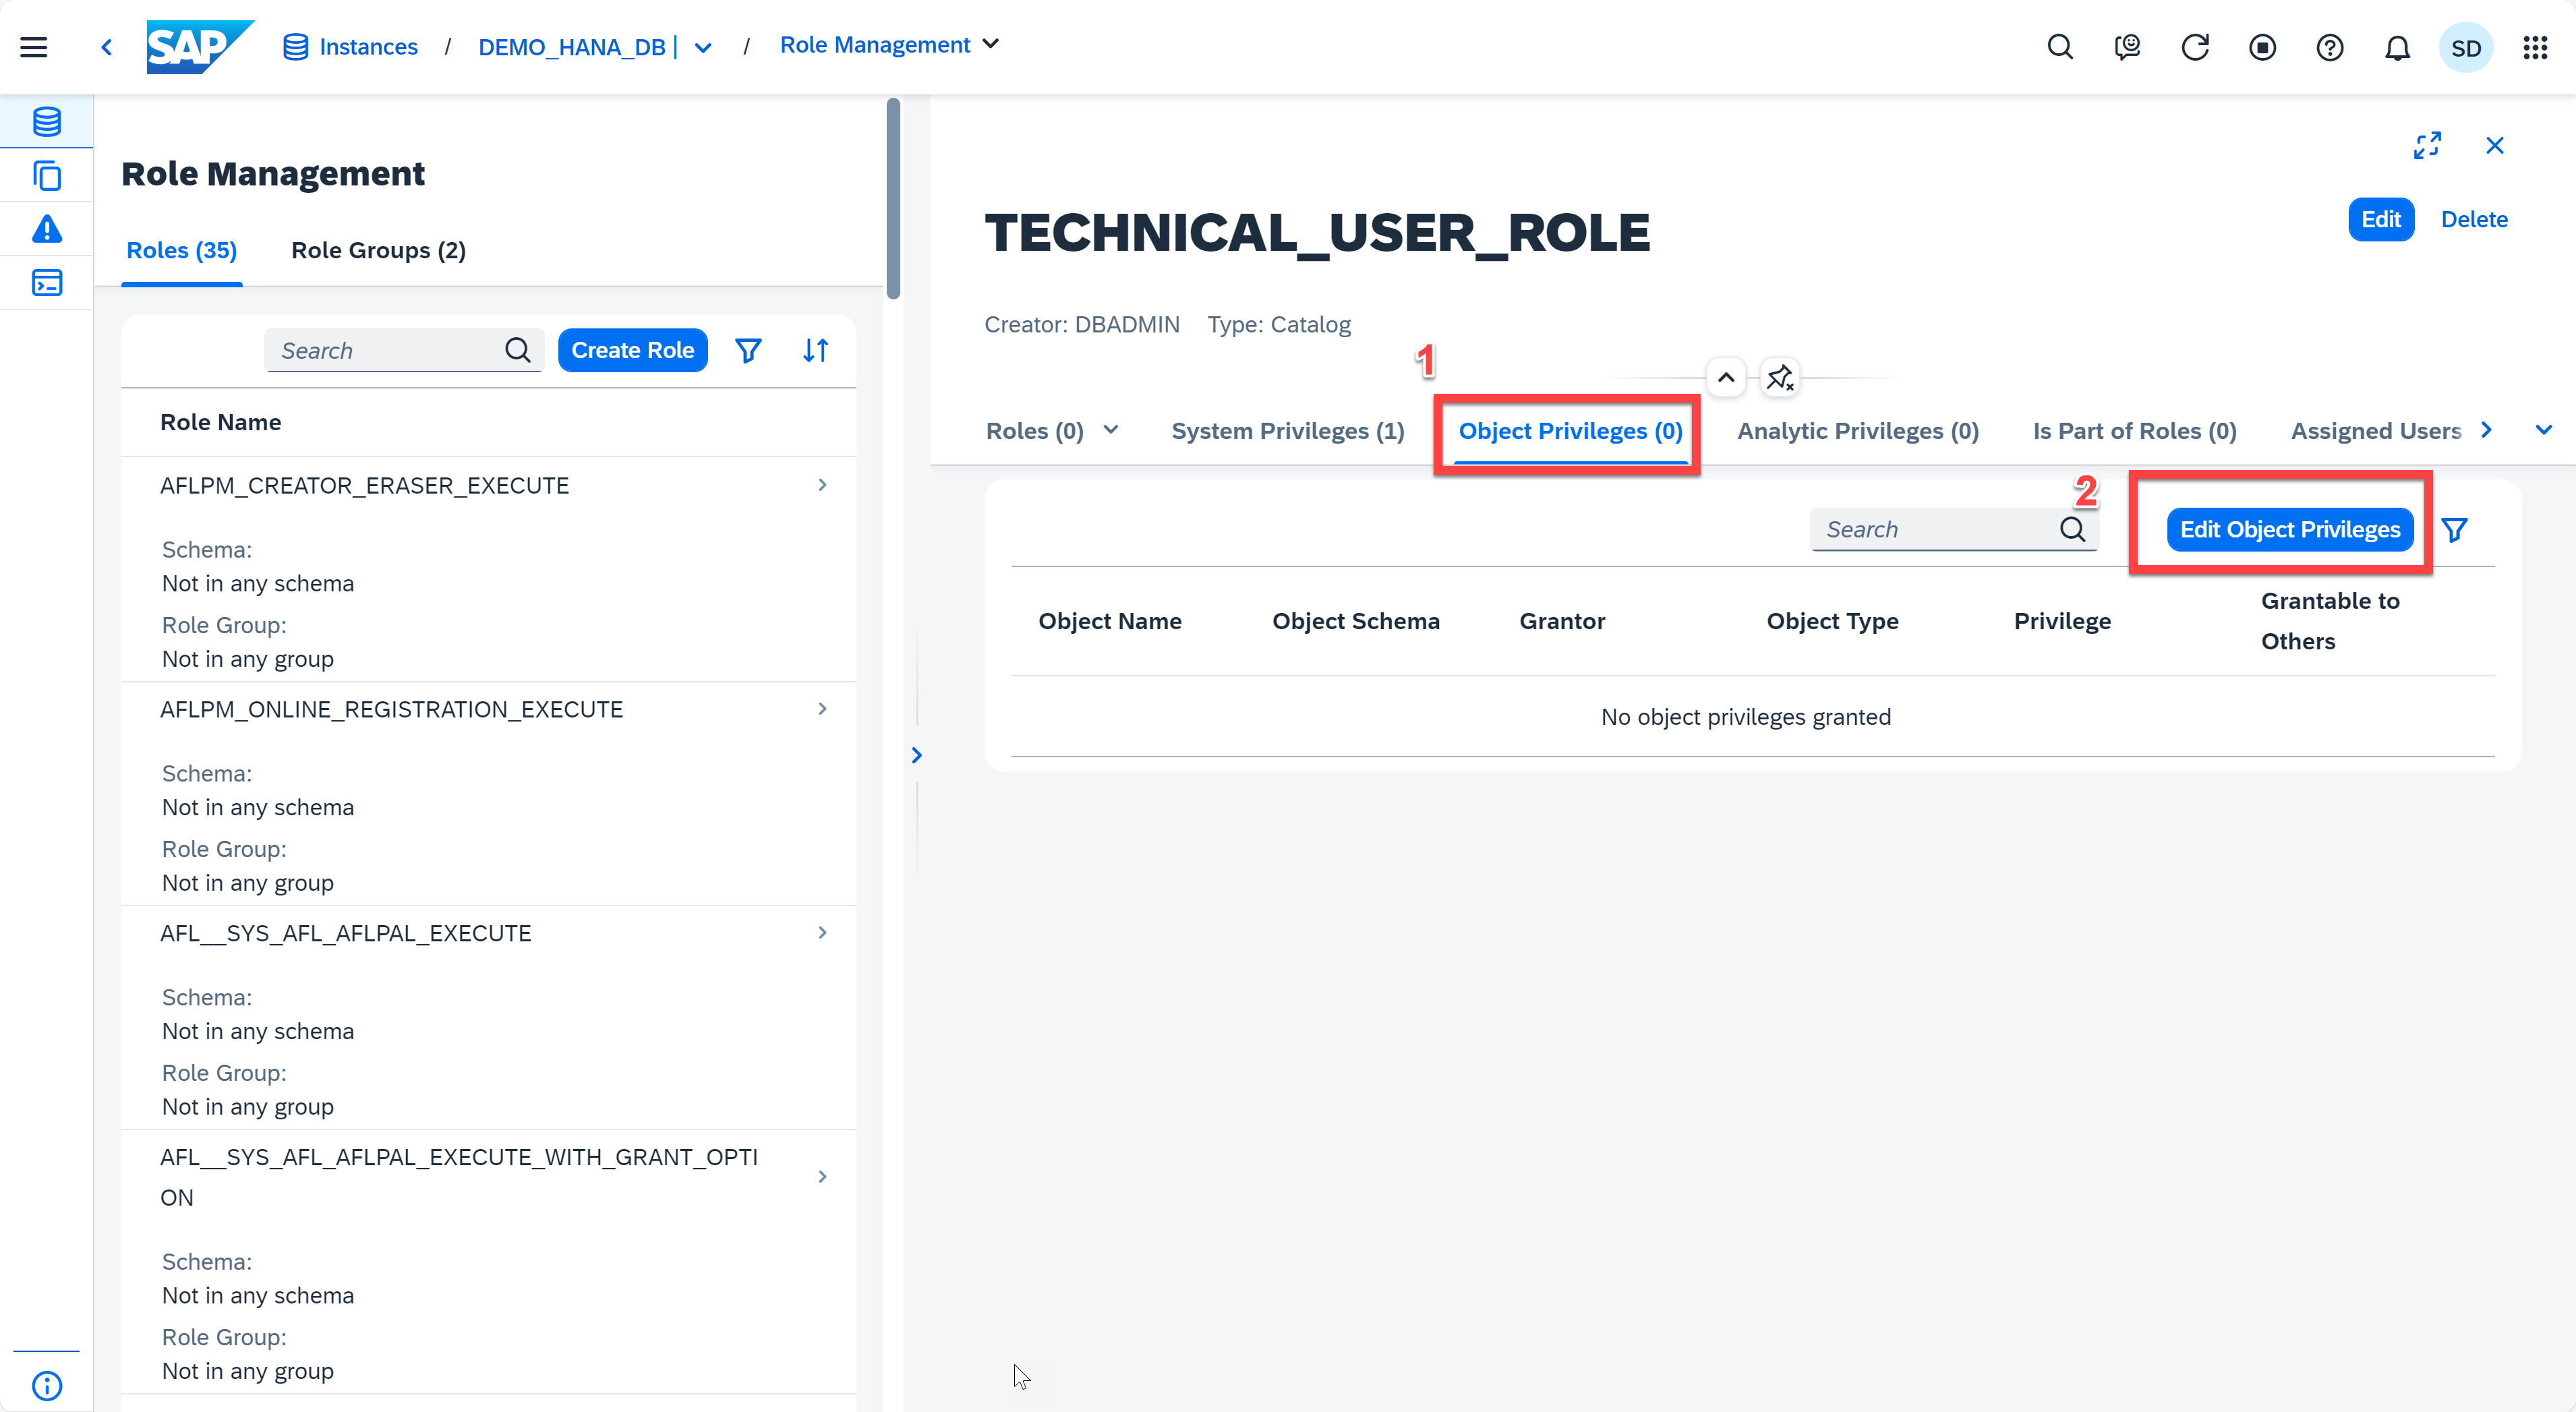 SAP
Instances / DEMO_HANA_DB | / Role Management
SD
Role Management
Roles (35)
Role Groups (2)
Search
Create Role
Role Name
AFLPM_CREATOR_ERASER_EXECUTE
Schema:
Not in any schema
Role Group:
Not in any group
AFLPM_ONLINE_REGISTRATION_EXECUTE
Schema:
Not in any schema
Role Group:
Not in any group
AFL__SYS_AFL_AFLPAL_EXECUTE
Schema:
Not in any schema
Role Group:
Not in any group
AFL__SYS_AFL_AFLPAL_EXECUTE_WITH_GRANT_OPTI
ON
Schema:
Not in any schema
Role Group:
Not in any group
TECHNICAL_USER_ROLE
Edit
Delete
Creator: DBADMIN Type: Catalog
1
Roles (0)
System Privileges (1)
Object Privileges (0)
Analytic Privileges (0)
Is Part of Roles (0)
Assigned Users
2
Search
Edit Object Privileges
Object Name
Object Schema
Grantor
Object Type
Privilege
Grantable to
Others
No object privileges granted